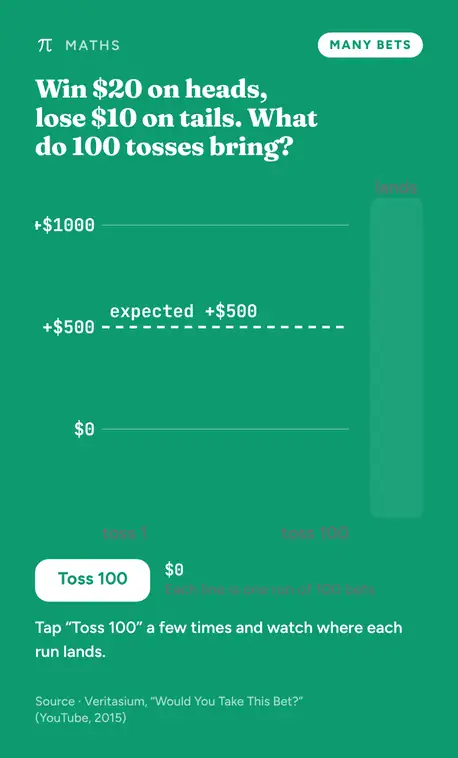 π MATHS
MANY BETS
Win $20 on heads,
lose $10 on tails. What
do 100 tosses bring?
lands
+$1000
expected +$500
+$500
$0
toss 1
toss 100
Toss 100
$0
Each line is one run of 100 bets
Tap “Toss 100” a few times and watch where each
run lands.
Source · Veritasium, “Would You Take This Bet?”
(YouTube, 2015)